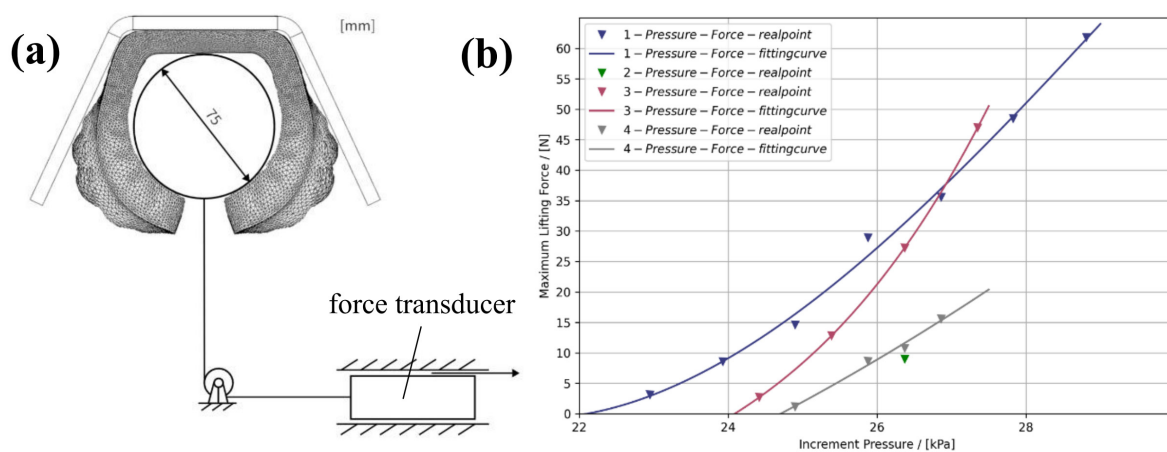 (a)
[mm]
75
force transducer
(b)
1 – Pressure – Force – realpoint
1 – Pressure – Force – fittingcurve
2 – Pressure – Force – realpoint
3 – Pressure – Force – realpoint
3 – Pressure – Force – fittingcurve
4 – Pressure – Force – realpoint
4 – Pressure – Force – fittingcurve
Maximum Lifting Force / [N]
60
55
50
45
40
35
30
25
20
15
10
5
0
22
24
26
28
Increment Pressure / [kPa]